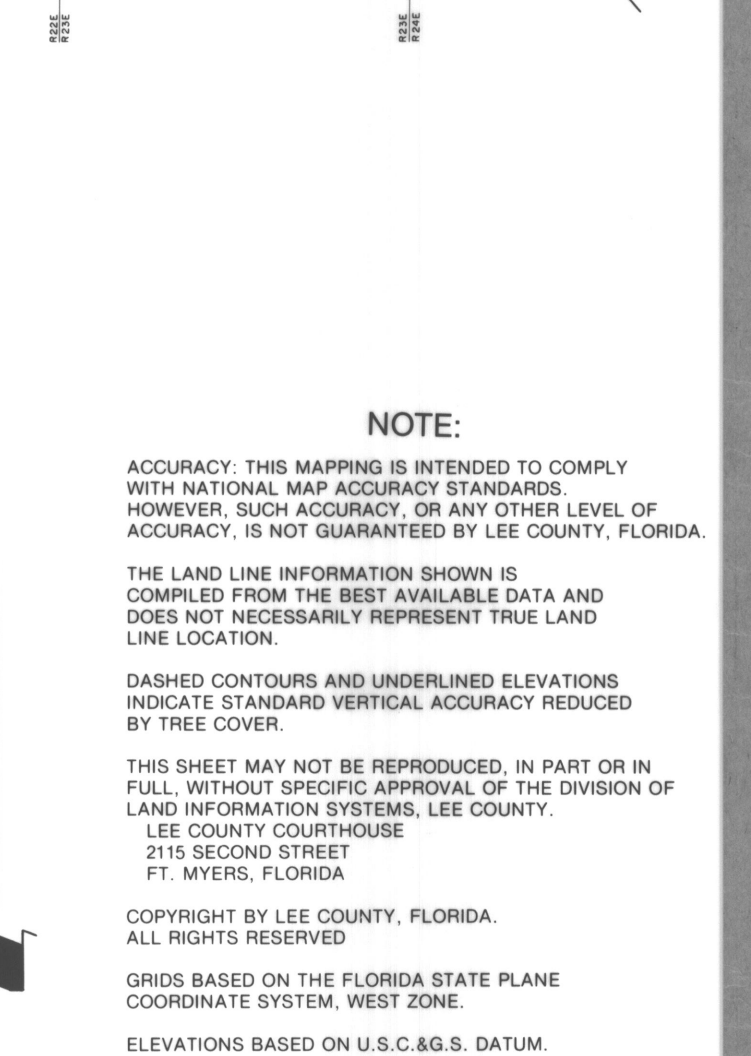 R22E
R23E
R23E
R24E
NOTE:
ACCURACY: THIS MAPPING IS INTENDED TO COMPLY
WITH NATIONAL MAP ACCURACY STANDARDS.
HOWEVER, SUCH ACCURACY, OR ANY OTHER LEVEL OF
ACCURACY, IS NOT GUARANTEED BY LEE COUNTY, FLORIDA.
THE LAND LINE INFORMATION SHOWN IS
COMPILED FROM THE BEST AVAILABLE DATA AND
DOES NOT NECESSARILY REPRESENT TRUE LAND
LINE LOCATION.
DASHED CONTOURS AND UNDERLINED ELEVATIONS
INDICATE STANDARD VERTICAL ACCURACY REDUCED
BY TREE COVER.
THIS SHEET MAY NOT BE REPRODUCED, IN PART OR IN
FULL, WITHOUT SPECIFIC APPROVAL OF THE DIVISION OF
LAND INFORMATION SYSTEMS, LEE COUNTY.
LEE COUNTY COURTHOUSE
2115 SECOND STREET
FT. MYERS, FLORIDA
COPYRIGHT BY LEE COUNTY, FLORIDA.
ALL RIGHTS RESERVED
GRIDS BASED ON THE FLORIDA STATE PLANE
COORDINATE SYSTEM, WEST ZONE.
ELEVATIONS BASED ON U.S.C.&G.S. DATUM.